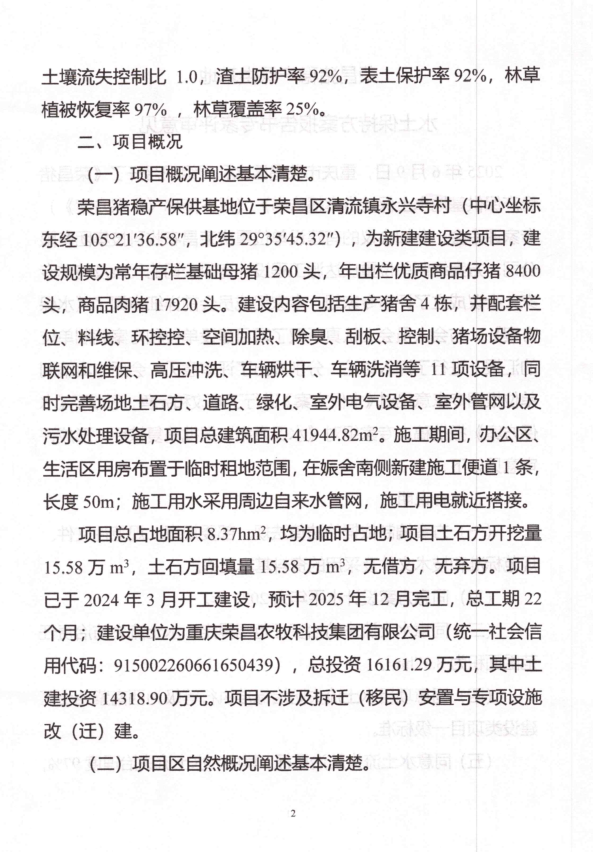 土壤流失控制比 1.0，渣土防护率 92%，表土保护率 92%，林草
植被恢复率 97% ，林草覆盖率 25%。
二、项目概况
（一）项目概况阐述基本清楚。
荣昌猪稳产保供基地位于荣昌区清流镇永兴寺村（中心坐标
东经 105°21′36.58″，北纬 29°35′45.32″），为新建建设类项目，建
设规模为常年存栏基础母猪 1200 头，年出栏优质商品仔猪 8400
头，商品肉猪 17920 头。建设内容包括生产猪舍 4 栋，并配套栏
位、料线、环控控、空间加热、除臭、刮板、控制、猪场设备物
联网和维保、高压冲洗、车辆烘干、车辆洗消等 11 项设备，同
时完善场地土石方、道路、绿化、室外电气设备、室外管网以及
污水处理设备，项目总建筑面积 41944.82m²。施工期间，办公区、
生活区用房布置于临时租地范围，在娠舍南侧新建施工便道 1 条，
长度 50m；施工用水采用周边自来水管网，施工用电就近搭接。
项目总占地面积 8.37hm²，均为临时占地；项目土石方开挖量
15.58 万 m³，土石方回填量 15.58 万 m³，无借方，无弃方。项目
已于 2024 年 3 月开工建设，预计 2025 年 12 月完工，总工期 22
个月；建设单位为重庆荣昌农牧科技集团有限公司（统一社会信
用代码：915002260661650439），总投资 16161.29 万元，其中土
建投资 14318.90 万元。项目不涉及拆迁（移民）安置与专项设施
改（迁）建。
（二）项目区自然概况阐述基本清楚。
2